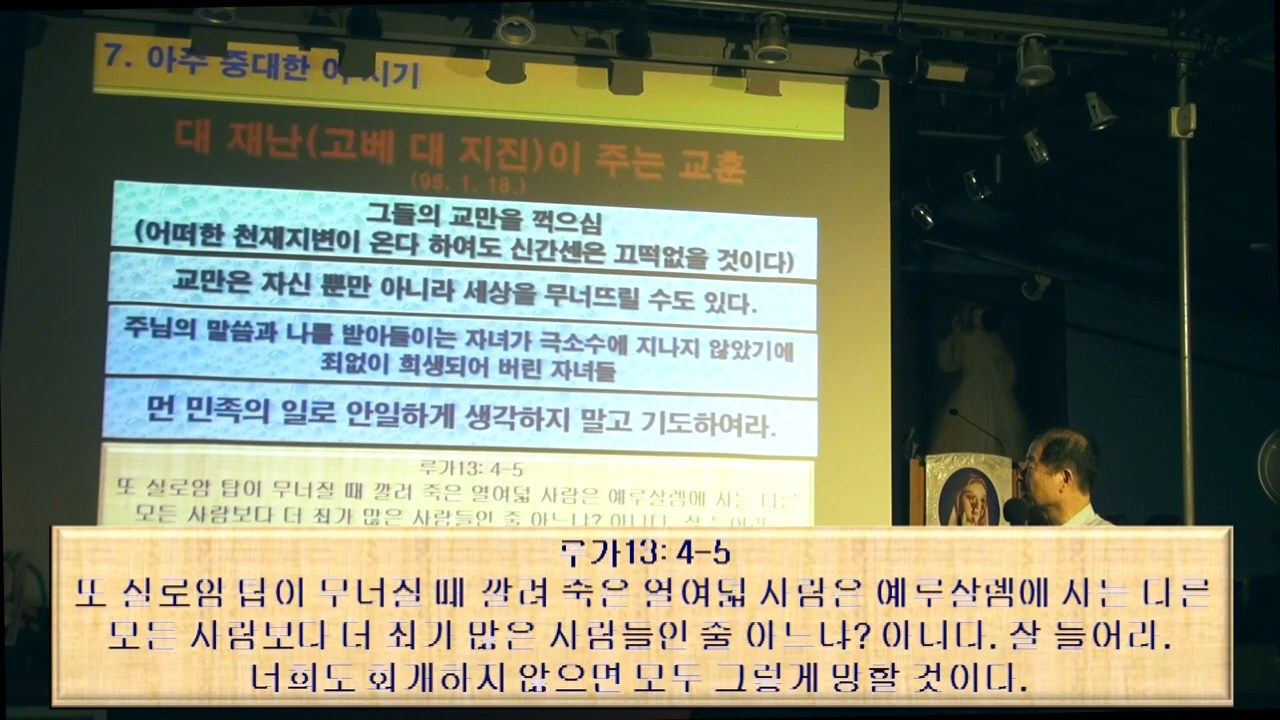 7. 아주 중대한 이 시기
대 재난(고베 대 지진)이 주는 교훈
(95. 1. 18.)
그들의 교만을 꺽으심
(어떠한 천재지변이 온다 하여도 신간센은 끄떡없을 것이다)
교만은 자신 뿐만 아니라 세상을 무너뜨릴 수도 있다.
주님의 말씀과 나를 받아들이는 자녀가 극소수에 지나지 않았기에
죄없이 희생되어 버린 자녀들
먼 민족의 일로 안일하게 생각하지 말고 기도하여라.
루가13: 4-5
또 실로암 탑이 무너질 때 깔려 죽은 열여덟 사람은 예루살렘에 사는 다른
모든 사람보다 더 죄가 많은 사람들인 줄 아느냐? 아니다. 잘 들어라.
루가13: 4-5
또 실로암 탑이 무너질 때 깔려 죽은 열여덟 사람은 예루살렘에 사는 다른
모든 사람보다 더 죄가 많은 사람들인 줄 아느냐? 아니다. 잘 들어라.
너희도 회개하지 않으면 모두 그렇게 망할 것이다.